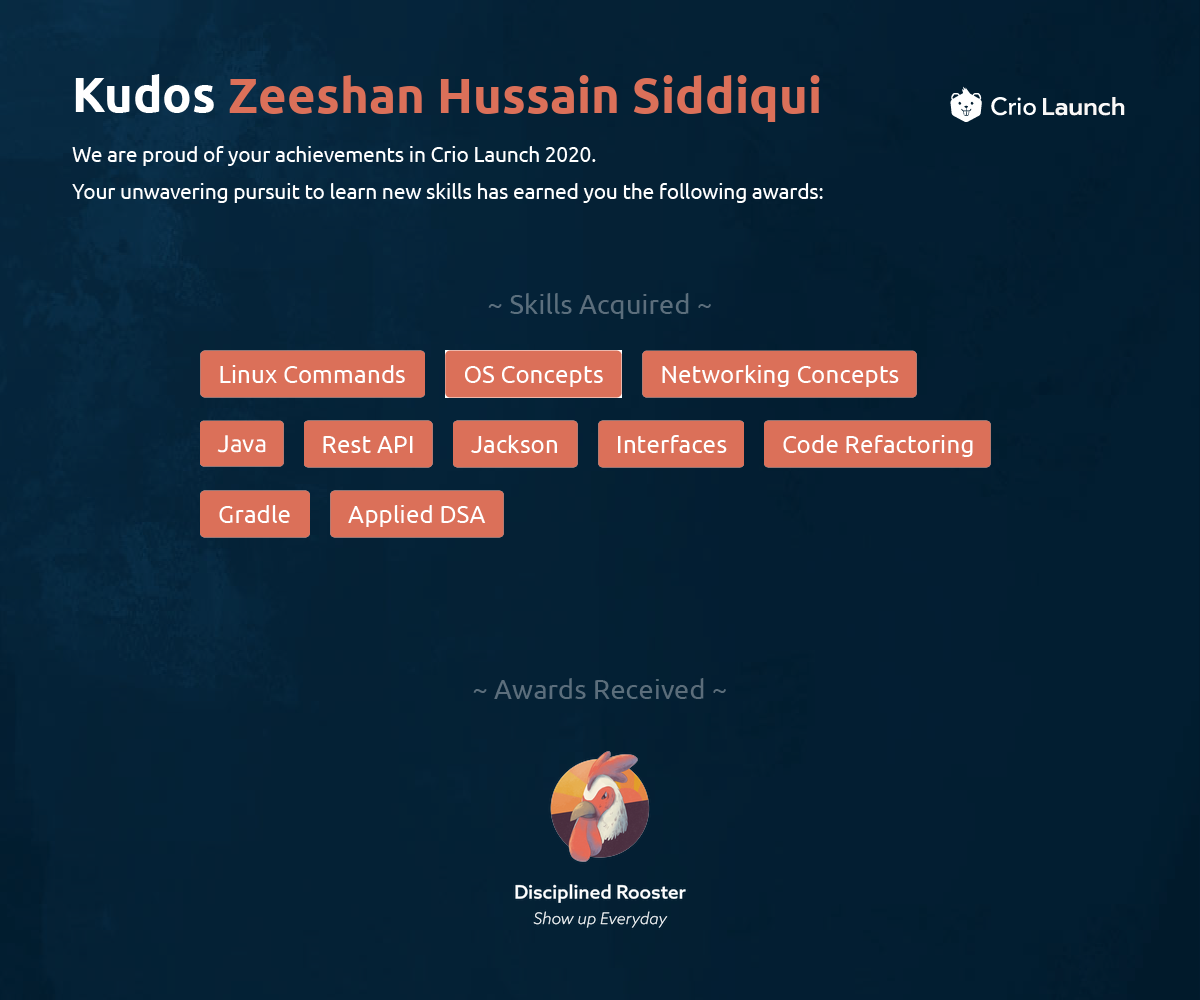 Kudos Zeeshan Hussain Siddiqui
Crio Launch
We are proud of your achievements in Crio Launch 2020.
Your unwavering pursuit to learn new skills has earned you the following awards:
~ Skills Acquired ~
Linux Commands OS Concepts Networking Concepts
Java Rest API Jackson Interfaces Code Refactoring
Gradle Applied DSA
~ Awards Received ~
Disciplined Rooster
Show up Everyday